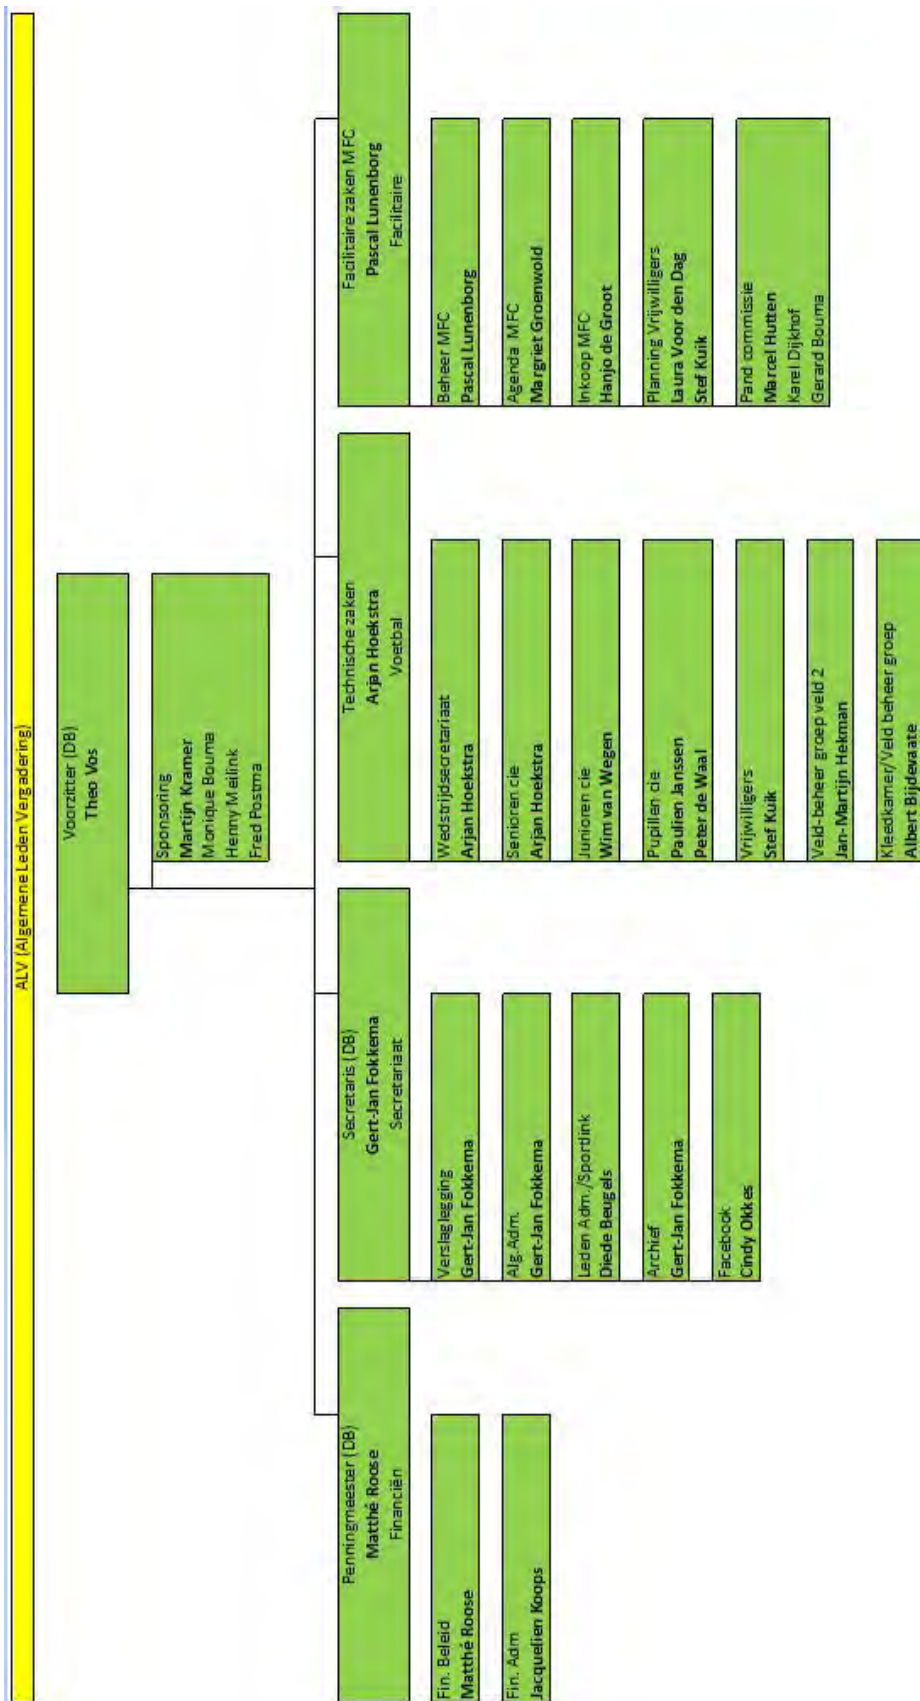 ALV (Algemene Leden Vergadering)
Voorzitter (DB)
Theo Vos
Sponsoring
Martijn Kramer
Monique Bouma
Henny Meilink
Fred Postma
Penningmeester (DB)
Matthé Roose
Financiën
Fin. Beleid
Matthé Roose
Fin. Adm
Jacquelien Koops
Secretaris (DB)
Gert-Jan Fokkema
Secretariaat
Verslaglegging
Gert-Jan Fokkema
Alg.Adm.
Gert-Jan Fokkema
Leden Adm./Sportlink
Diede Beugels
Archief
Gert-Jan Fokkema
Facebook
Cindy Okkes
Technische zaken
Arjan Hoekstra
Voetbal
Wedstrijdsecretariaat
Arjan Hoekstra
Senioren cie
Arjan Hoekstra
Junioren cie
Wim van Wegen
Pupillen cie
Paulien Janssen
Peter de Waal
Vrijwilligers
Stef Kuik
Veld-beheer groep veld 2
Jan-Martijn Hekman
Kleedkamer/Veld beheer groep
Albert Bijdevaate
Facilitaire zaken MFC
Pascal Lunenborg
Facilitaire
Beheer MFC
Pascal Lunenborg
Agenda MFC
Margriet Groenwold
Inkoop MFC
Hanjo de Groot
Planning Vrijwilligers
Laura Voor den Dag
Stef Kuik
Pand commissie
Marcel Hutten
Karel Dijkhof
Gerard Bouma